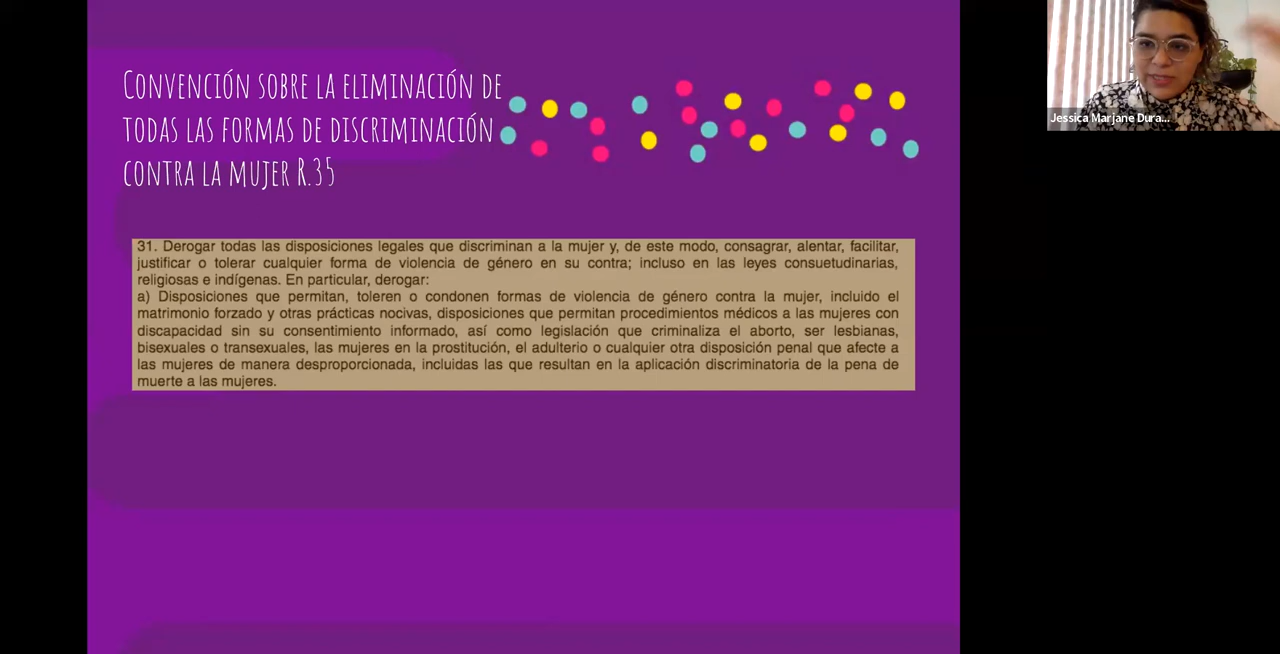 CONVENCIÓN SOBRE LA ELIMINACIÓN DE
TODAS LAS FORMAS DE DISCRIMINACIÓN
CONTRA LA MUJER R.35
31. Derogar todas las disposiciones legales que discriminan a la mujer y, de este modo, consagrar, alentar, facilitar,
justificar o tolerar cualquier forma de violencia de género en su contra; incluso en las leyes consuetudinarias,
religiosas e indígenas. En particular, derogar:
a) Disposiciones que permitan, toleren o condonen formas de violencia de género contra la mujer, incluido el
matrimonio forzado y otras prácticas nocivas, disposiciones que permitan procedimientos médicos a las mujeres con
discapacidad sin su consentimiento informado, así como legislación que criminaliza el aborto, ser lesbianas,
bisexuales o transexuales, las mujeres en la prostitución, el adulterio o cualquier otra disposición penal que afecte a
las mujeres de manera desproporcionada, incluidas las que resultan en la aplicación discriminatoria de la pena de
muerte a las mujeres.
Jessica Marjane Dura...